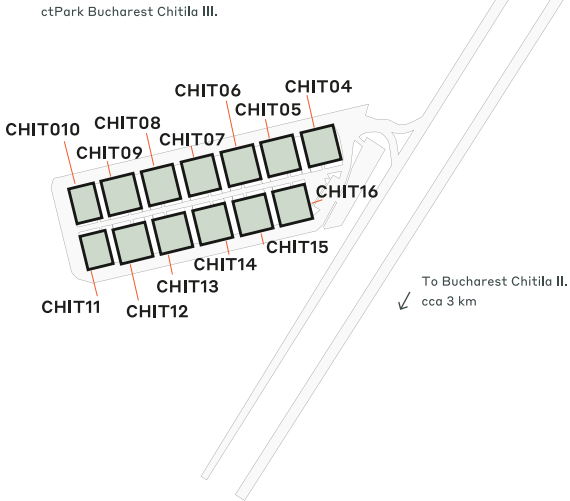 ctPark Bucharest Chitila III.
CHIT06
CHIT04
CHIT05
CHIT08
CHIT010
CHIT07
CHIT09
CHIT16
CHIT15
CHIT14
CHIT13
CHIT11
CHIT12
To Bucharest Chitila II.
cca 3 km